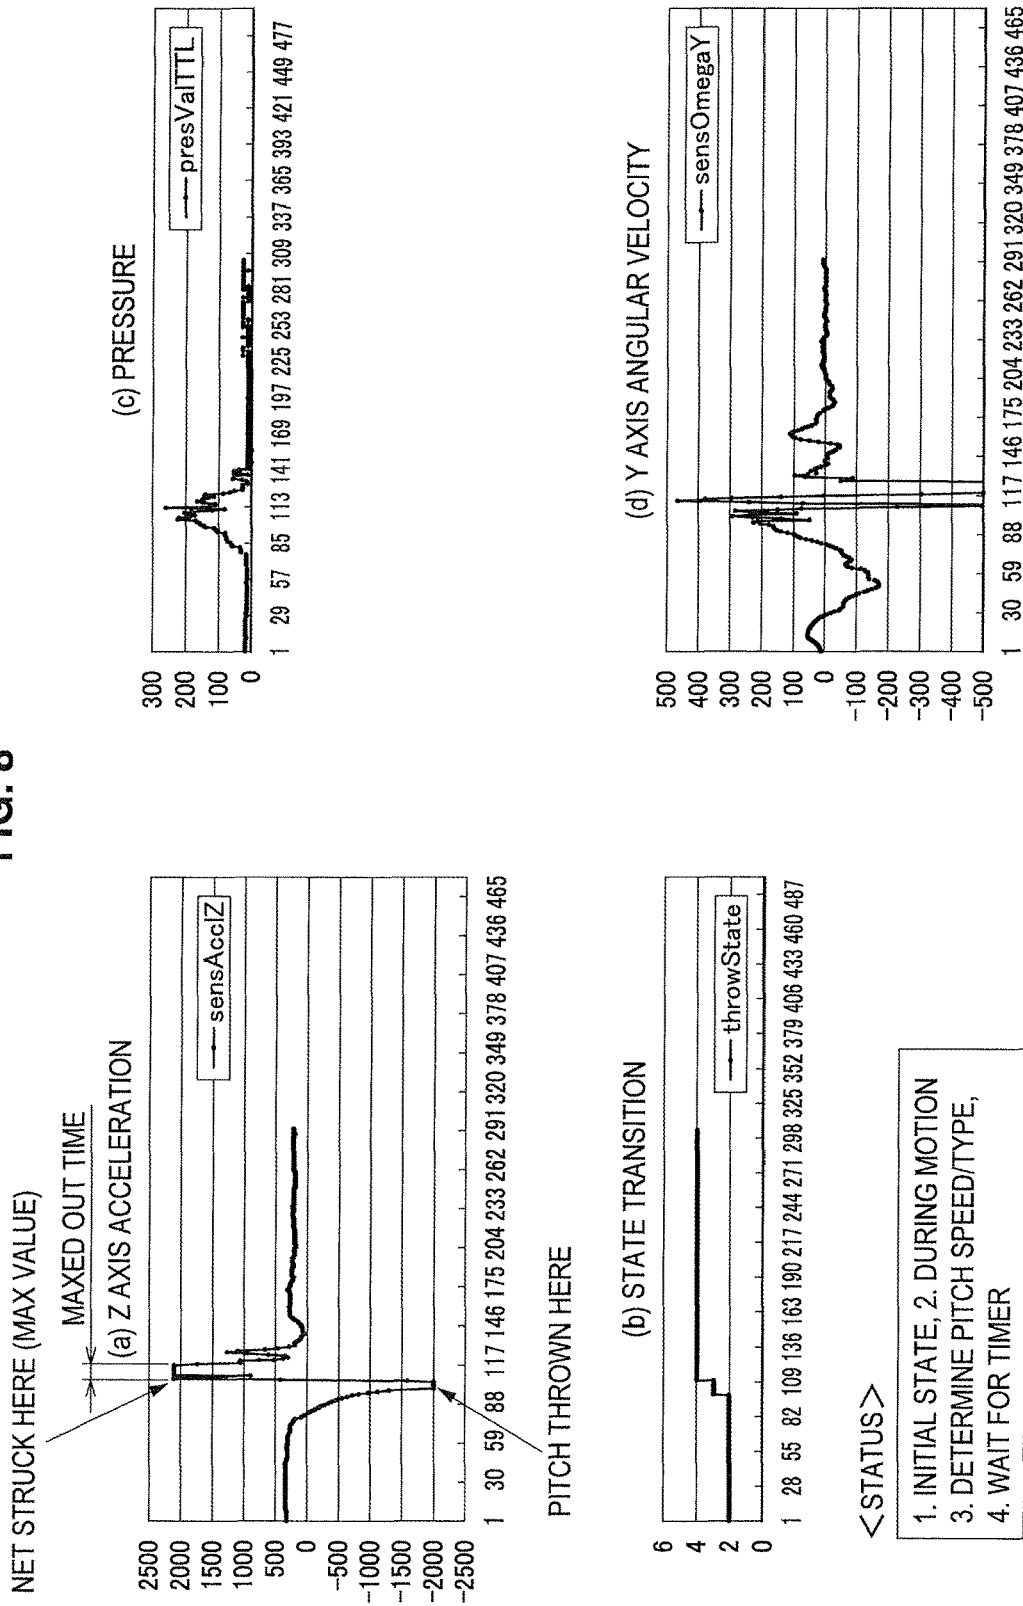 FIG. 8
NET STRUCK HERE (MAX VALUE)
MAXED OUT TIME
(a) Z AXIS ACCELERATION
2500
2000
1500
1000
500
0
-500
-1000
-1500
-2000
-2500
sensAcclZ
1 30 59 88 117 146 175 204 233 262 291 320 349 378 407 436 465
PITCH THROWN HERE
(b) STATE TRANSITION
6
4
2
0
throwState
1 28 55 82 109 136 163 190 217 244 271 298 325 352 379 406 433 460 487
<STATUS>
1. INITIAL STATE, 2. DURING MOTION
3. DETERMINE PITCH SPEED/TYPE,
4. WAIT FOR TIMER
(c) PRESSURE
300
200
100
0
presValTTL
1 29 57 85 113 141 169 197 225 253 281 309 337 365 393 421 449 477
(d) Y AXIS ANGULAR VELOCITY
500
400
300
200
100
0
-100
-200
-300
-400
-500
sensOmegaY
1 30 59 88 117 146 175 204 233 262 291 320 349 378 407 436 465